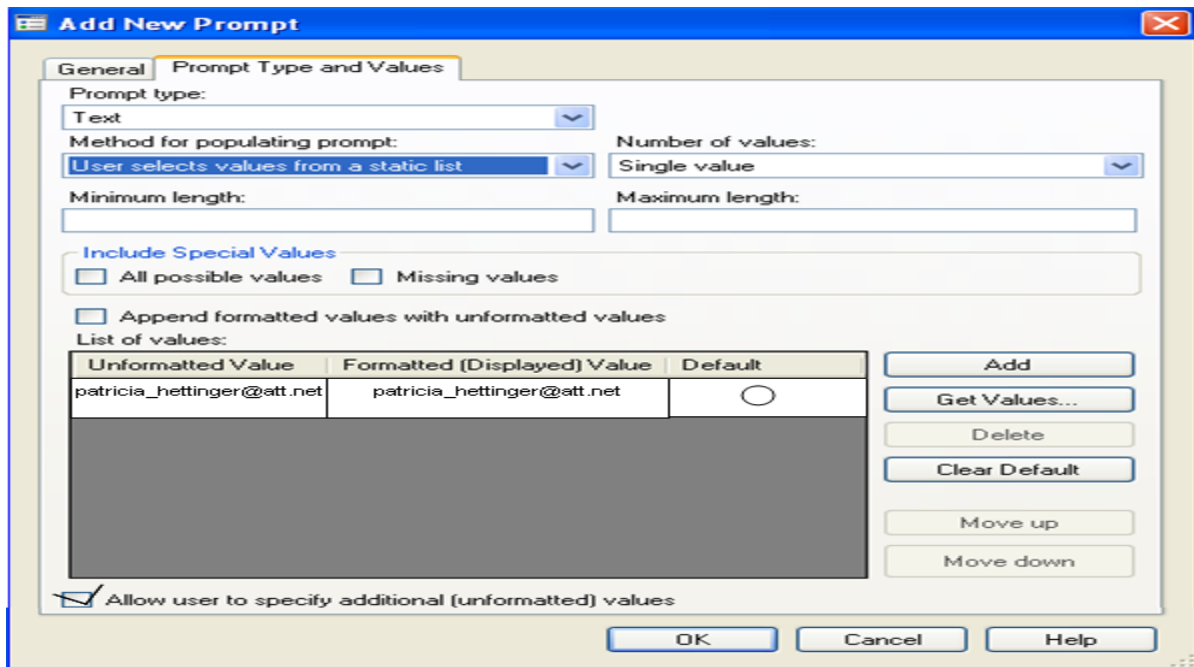 Add New Prompt
General Prompt Type and Values
Prompt type:
Text
Method for populating prompt: Number of values:
User selects values from a static list Single value
Minimum length: Maximum length:
Include Special Values
All possible values Missing values
Append formatted values with unformatted values
List of values:
Unformatted Value Formatted (Displayed) Value Default Add
patricia_hettinger@att.net patricia_hettinger@att.net Get Values...
Delete
Clear Default
Move up
Move down
Allow user to specify additional (unformatted) values
OK Cancel Help